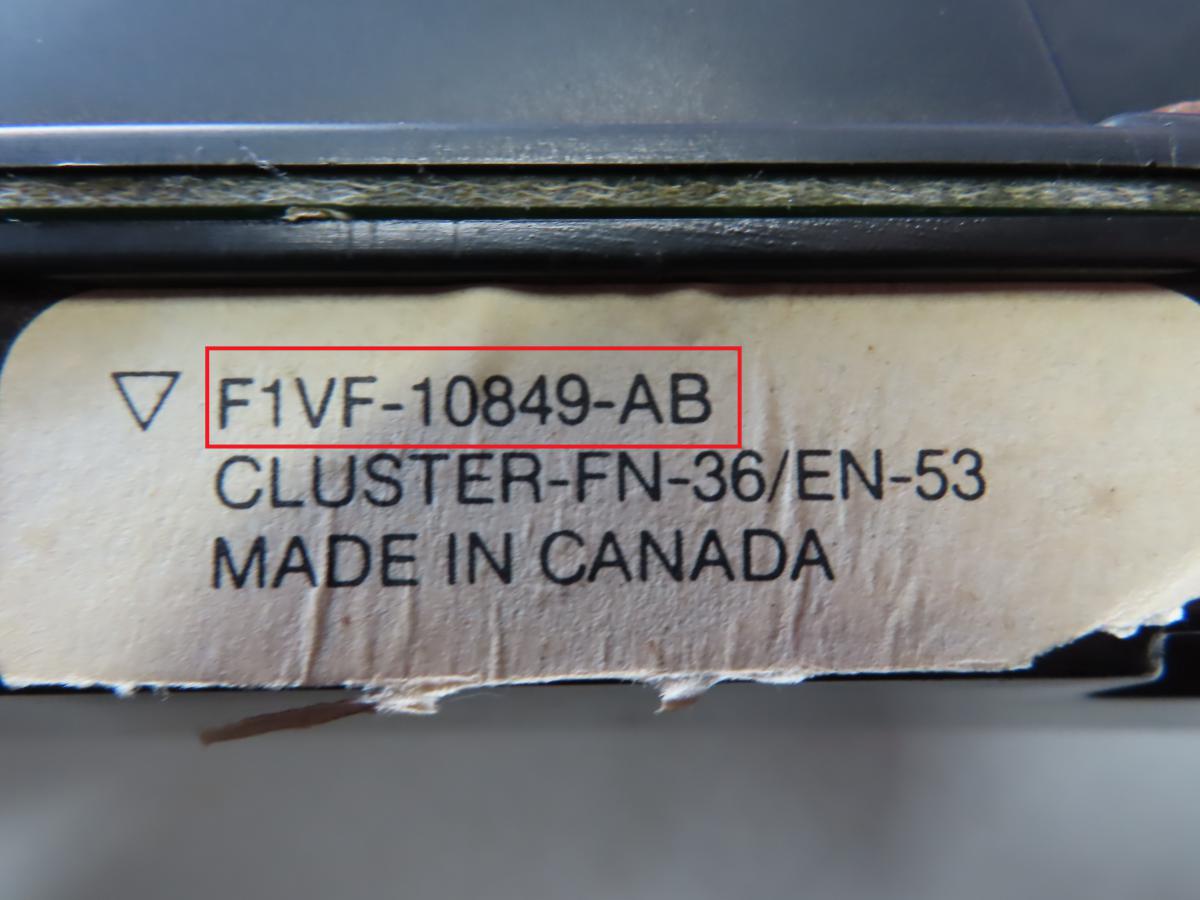 F1VF-10849-AB
CLUSTER-FN-36/EN-53
MADE IN CANADA